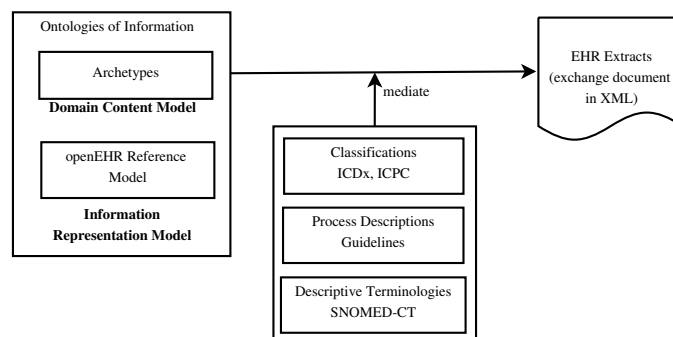 Ontologies of Information
Archetypes
Domain Content Model
openEHR Reference
Model
Information
Representation Model
mediate
EHR Extracts
(exchange document
in XML)
Classifications
ICDx, ICPC
Process Descriptions
Guidelines
Descriptive Terminologies
SNOMED-CT